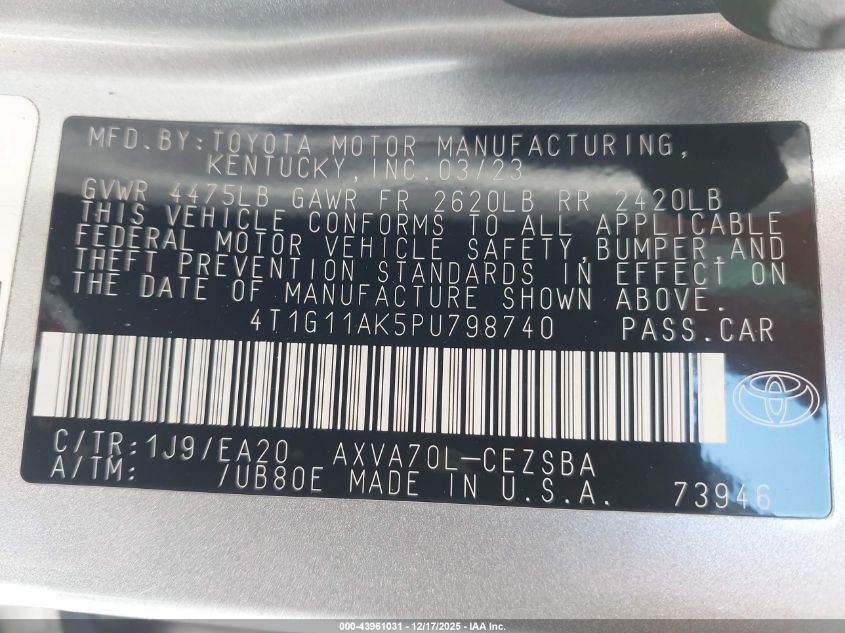 MFD.BY:TOYOTA MOTOR MANUFACTURING,
KENTUCKY,INC.03/23
GVWR 4475LB GAWR FR 2620LB RR 2420LB
THIS VEHICLE CONFORMS TO ALL APPLICABLE
FEDERAL MOTOR VEHICLE SAFETY,BUMPER,AND
THEFT PREVENTION STANDARDS IN EFFECT ON
THE DATE OF MANUFACTURE SHOWN ABOVE.
4T1G11AK5PU798740 PASS.CAR
C/TR:1J9/EA20 AXVA70L-CEZSBA
A/TM: /UB80E MADE IN U.S.A. 73946
000-43961031 - 12/17/2025 - IAA Inc.